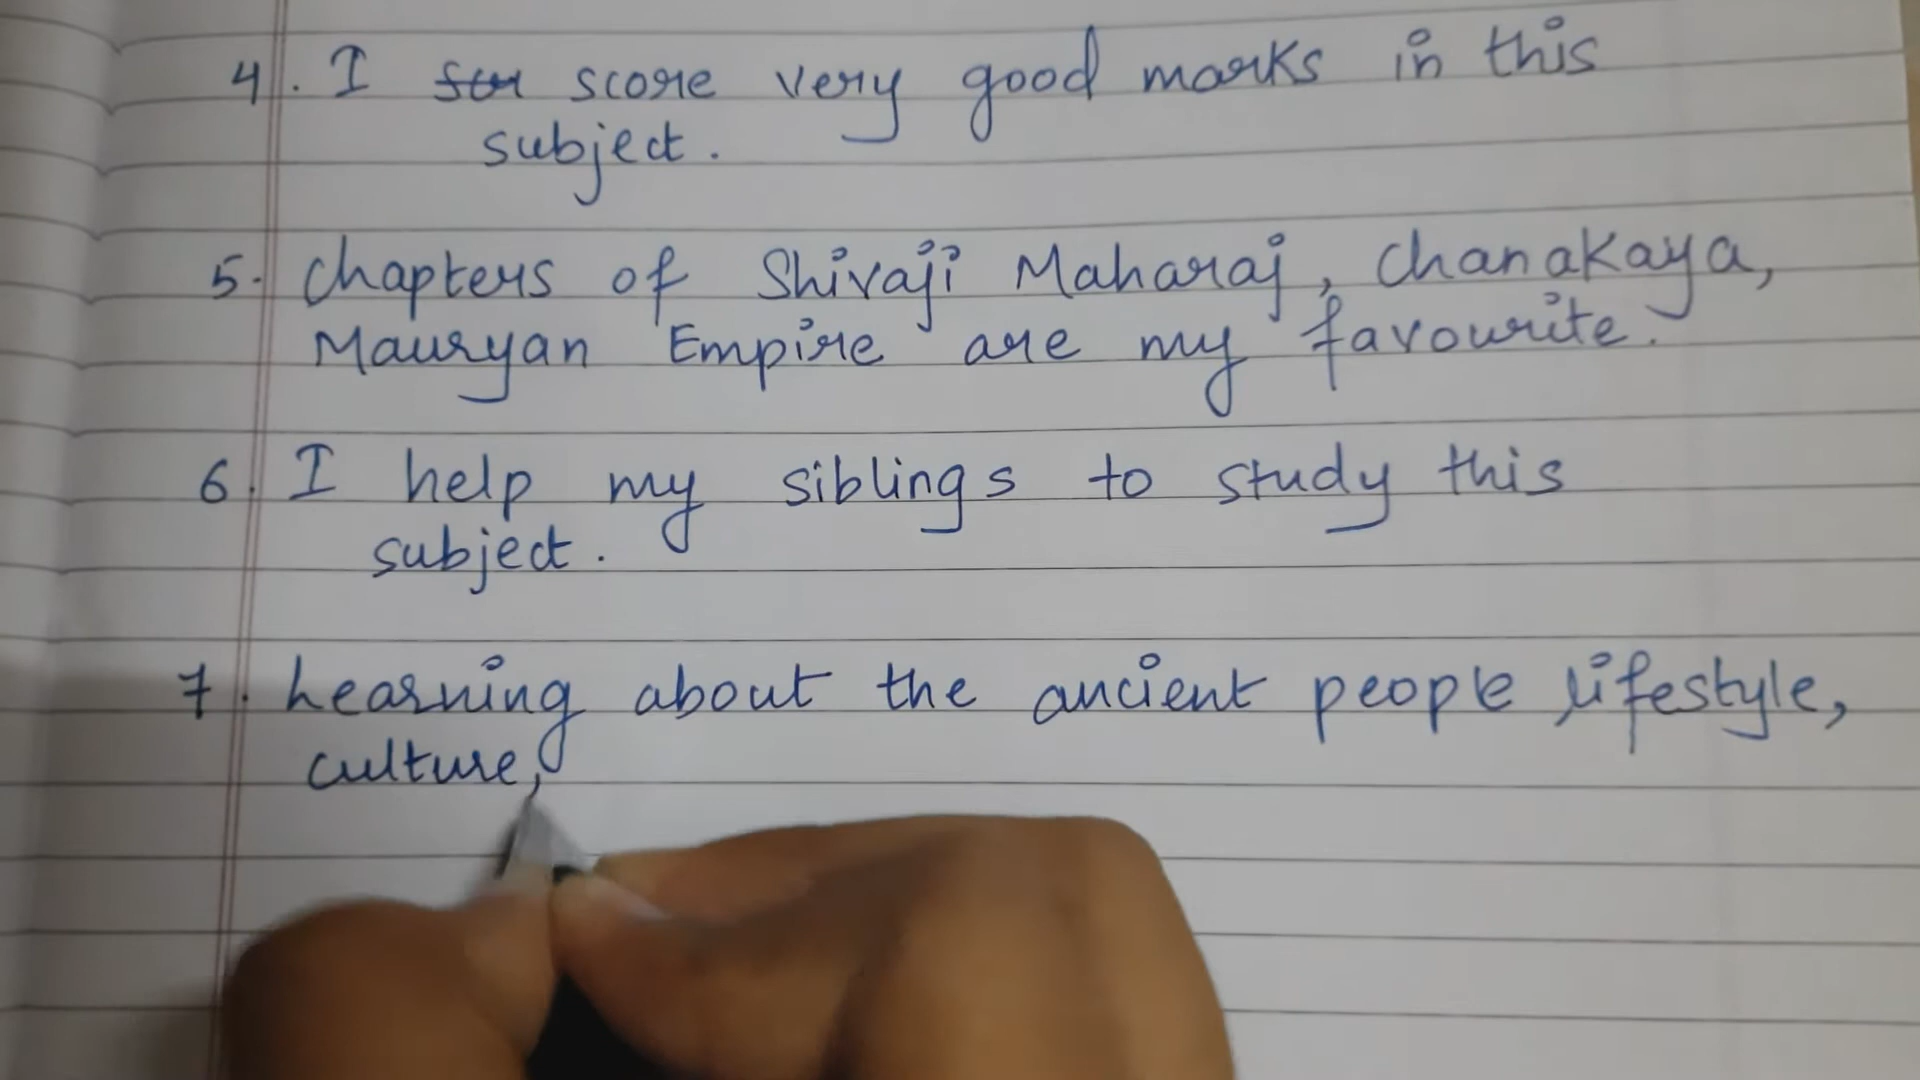 4. I score very good marks in this
subject.
5. Chapters of Shivaji Maharaj, Chanakaya,
Mauryan Empire are my favourite.
6. I help my siblings to study this
subject.
7. Learning about the ancient people lifestyle,
culture,